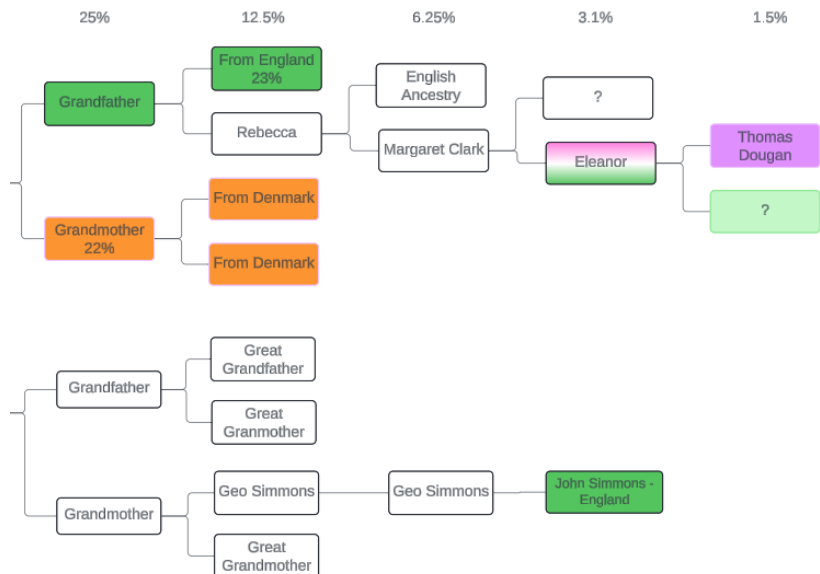 25%
12.5%
6.25%
3.1%
1.5%
From England
23%
Grandfather
English
Ancestry
?
Rebecca
Margaret Clark
Eleanor
Thomas
Dougan
From Denmark
?
Grandmother
22%
From Denmark
Great
Grandfather
Grandfather
Great
Granmother
Geo Simmons
Geo Simmons
John Simmons -
England
Grandmother
Great
Grandmother